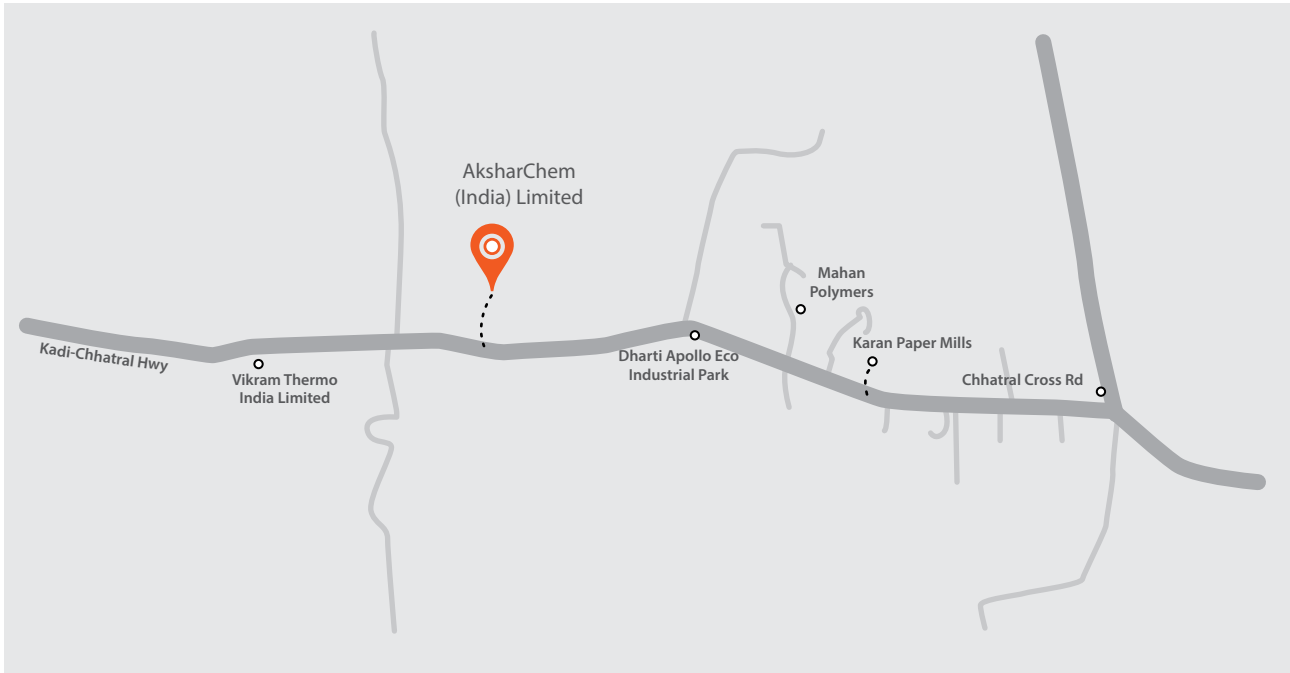 AksharChem
(India) Limited
Mahan
Polymers
Karan Paper Mills
Kadi-Chhatral Hwy
Dharti Apollo Eco
Industrial Park
Vikram Thermo
India Limited
Chhatral Cross Rd